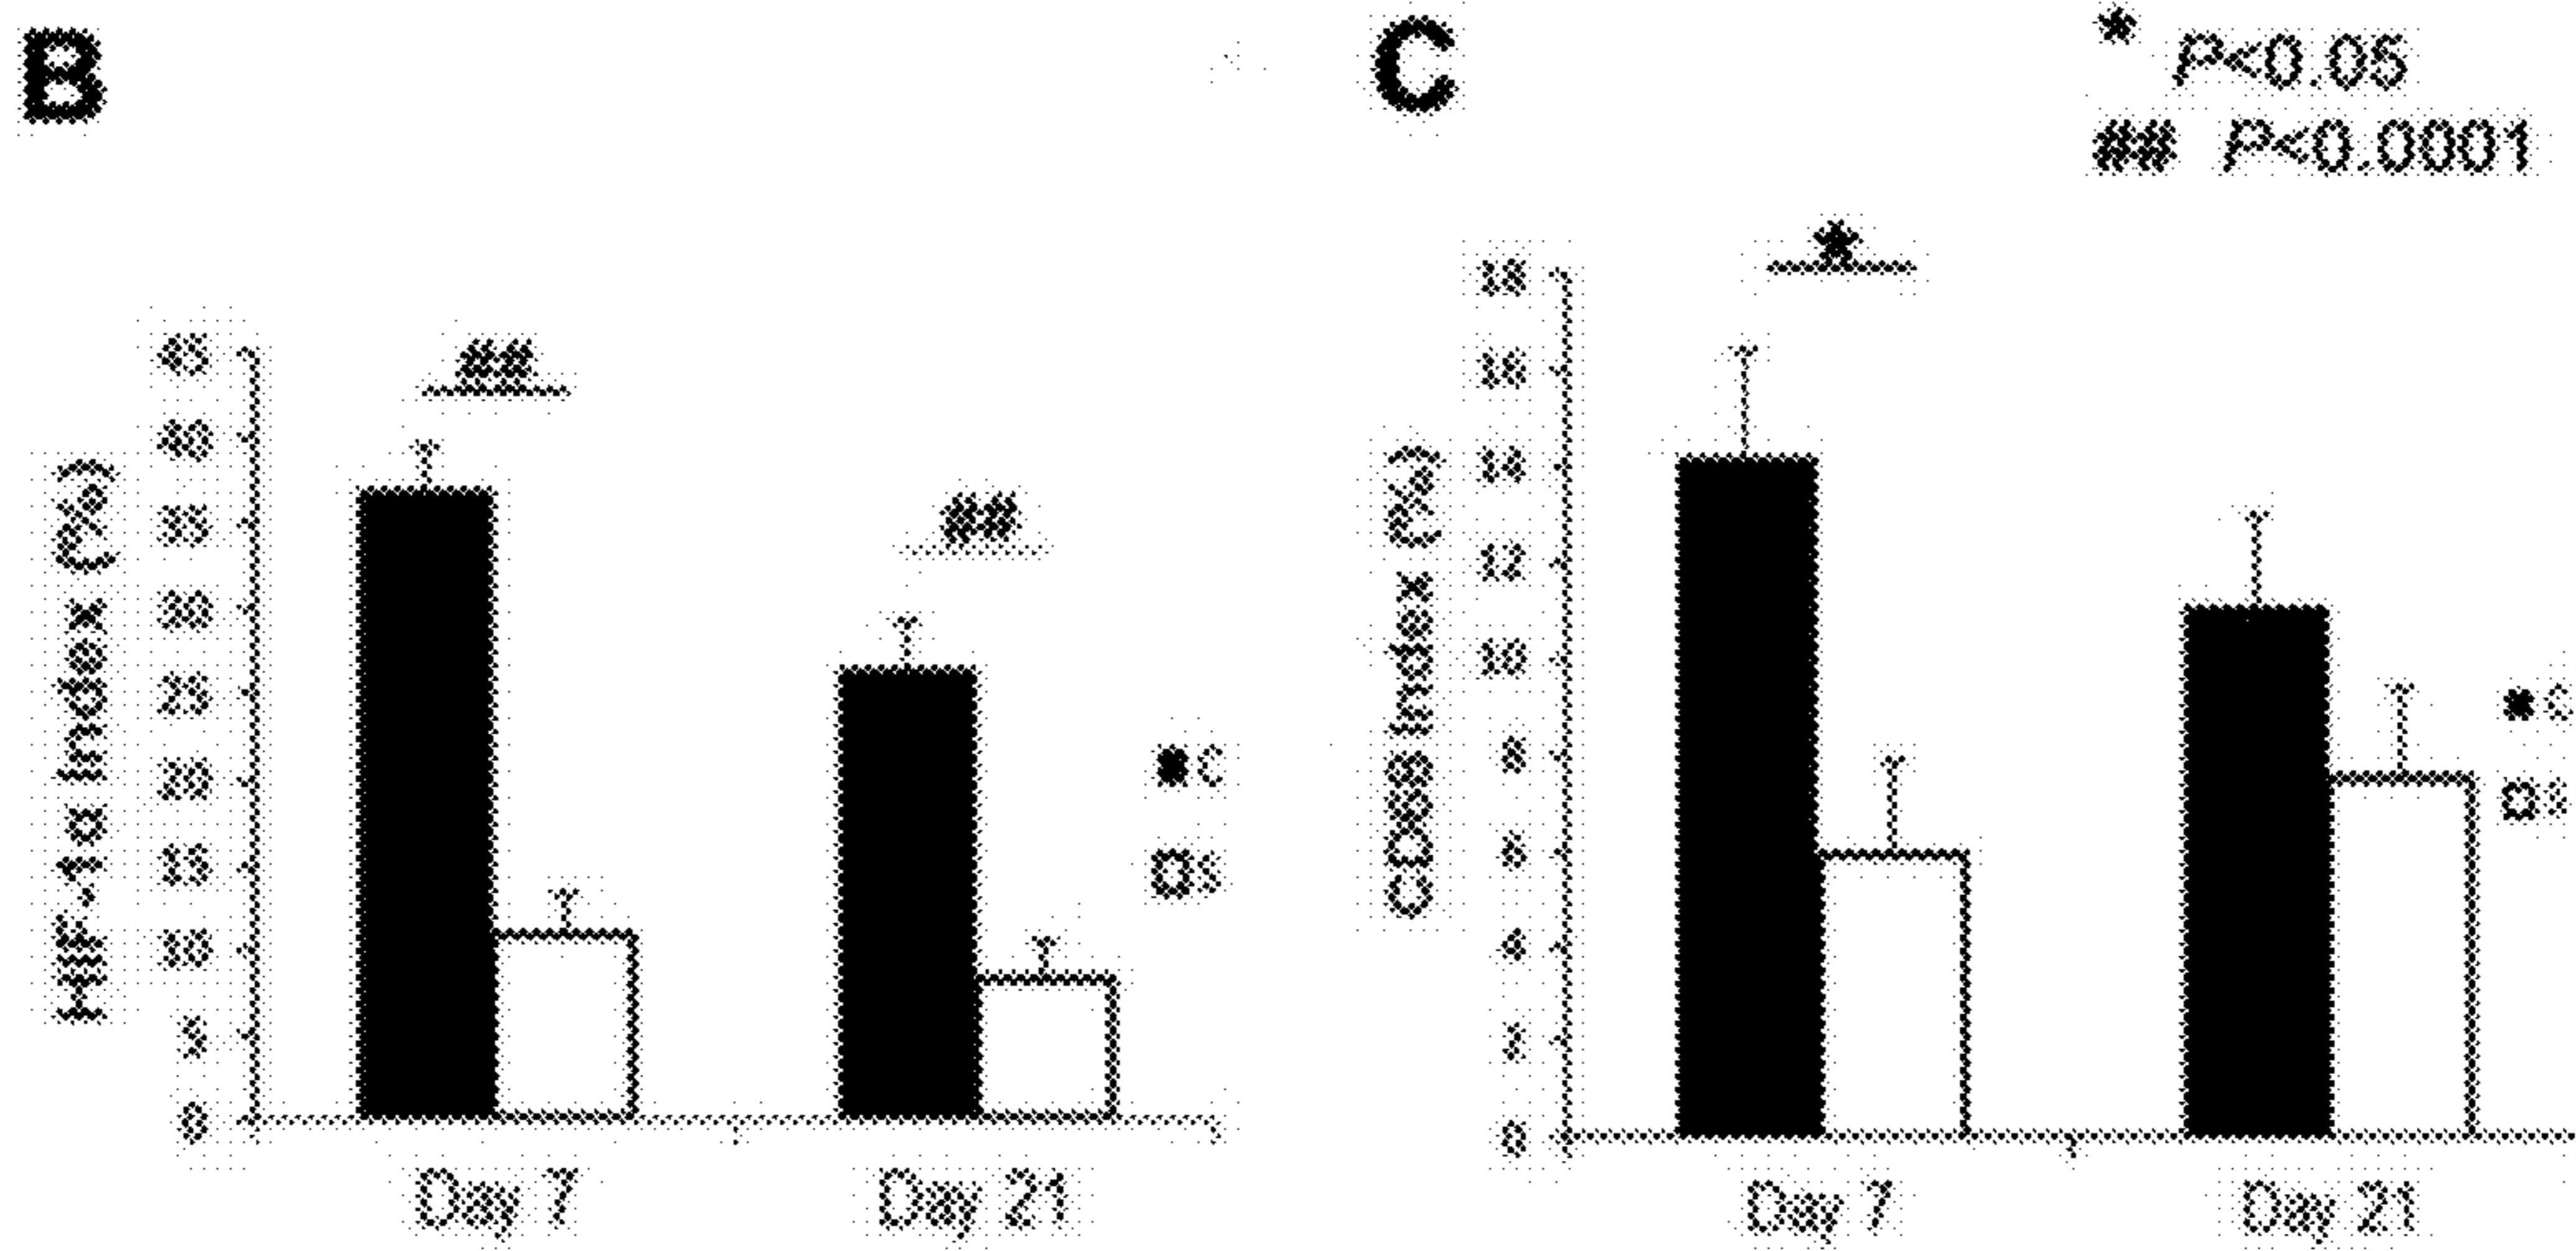 B
HIF-1α Index (%)
45
40
35
30
25
20
15
10
5
0
##
##
■ C
□ S
Day 7
Day 21
C
* P<0.05
## P<0.0001
cCas3 Index (%)
18
16
14
12
10
8
6
4
2
0
*
■ C
□ S
Day 7
Day 21